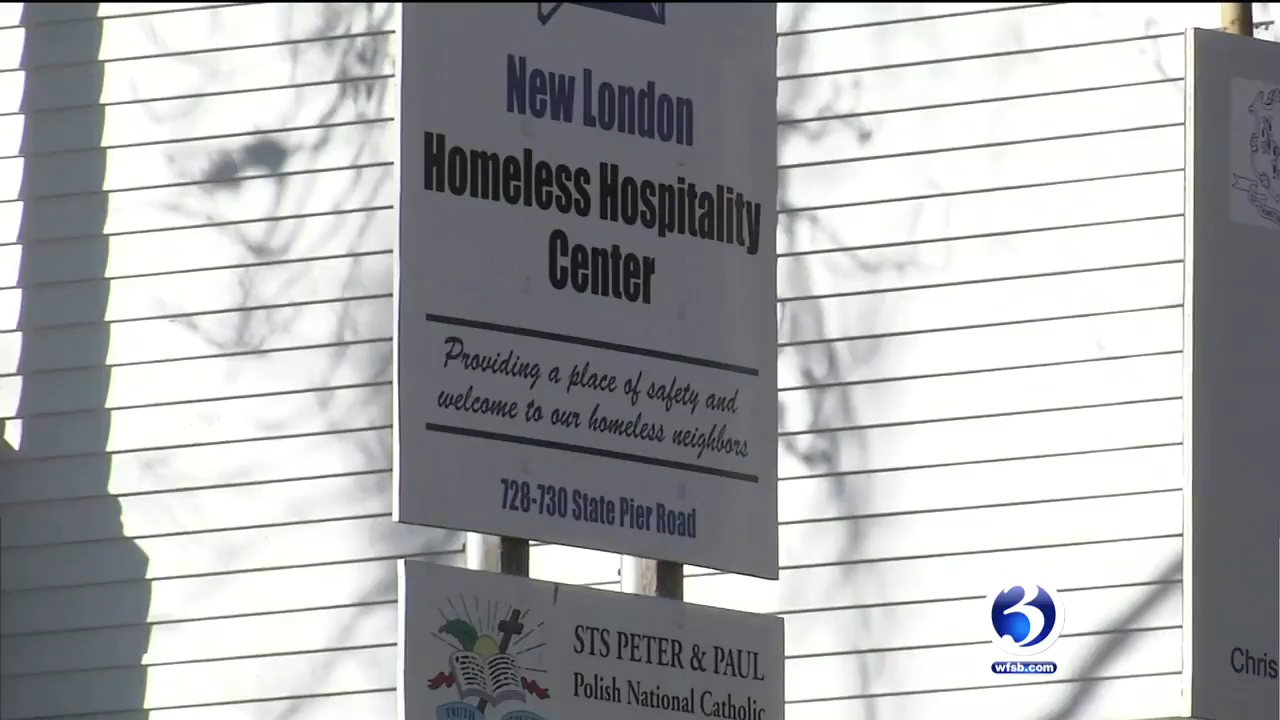 New London
Homeless Hospitality
Center
Providing a place of safety and
welcome to our homeless neighbors
728-730 State Pier Road
STS PETER & PAUL
Polish National Catholic
TRUTH
3
wfsb.com
Chris